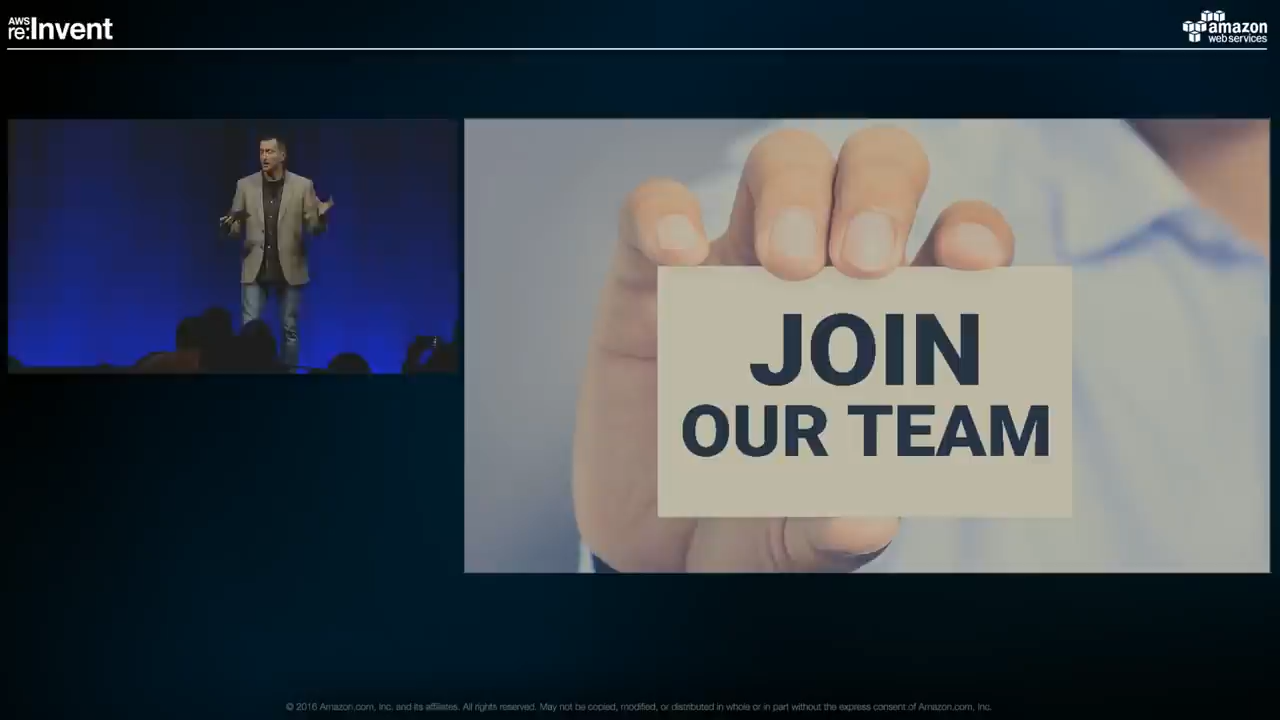 AWS
re:Invent
amazon
web services
JOIN
OUR TEAM
© 2016 Amazon.com, Inc. and its affiliates. All rights reserved. May not be copied, modified, or distributed in whole or in part without the express consent of Amazon.com, Inc.